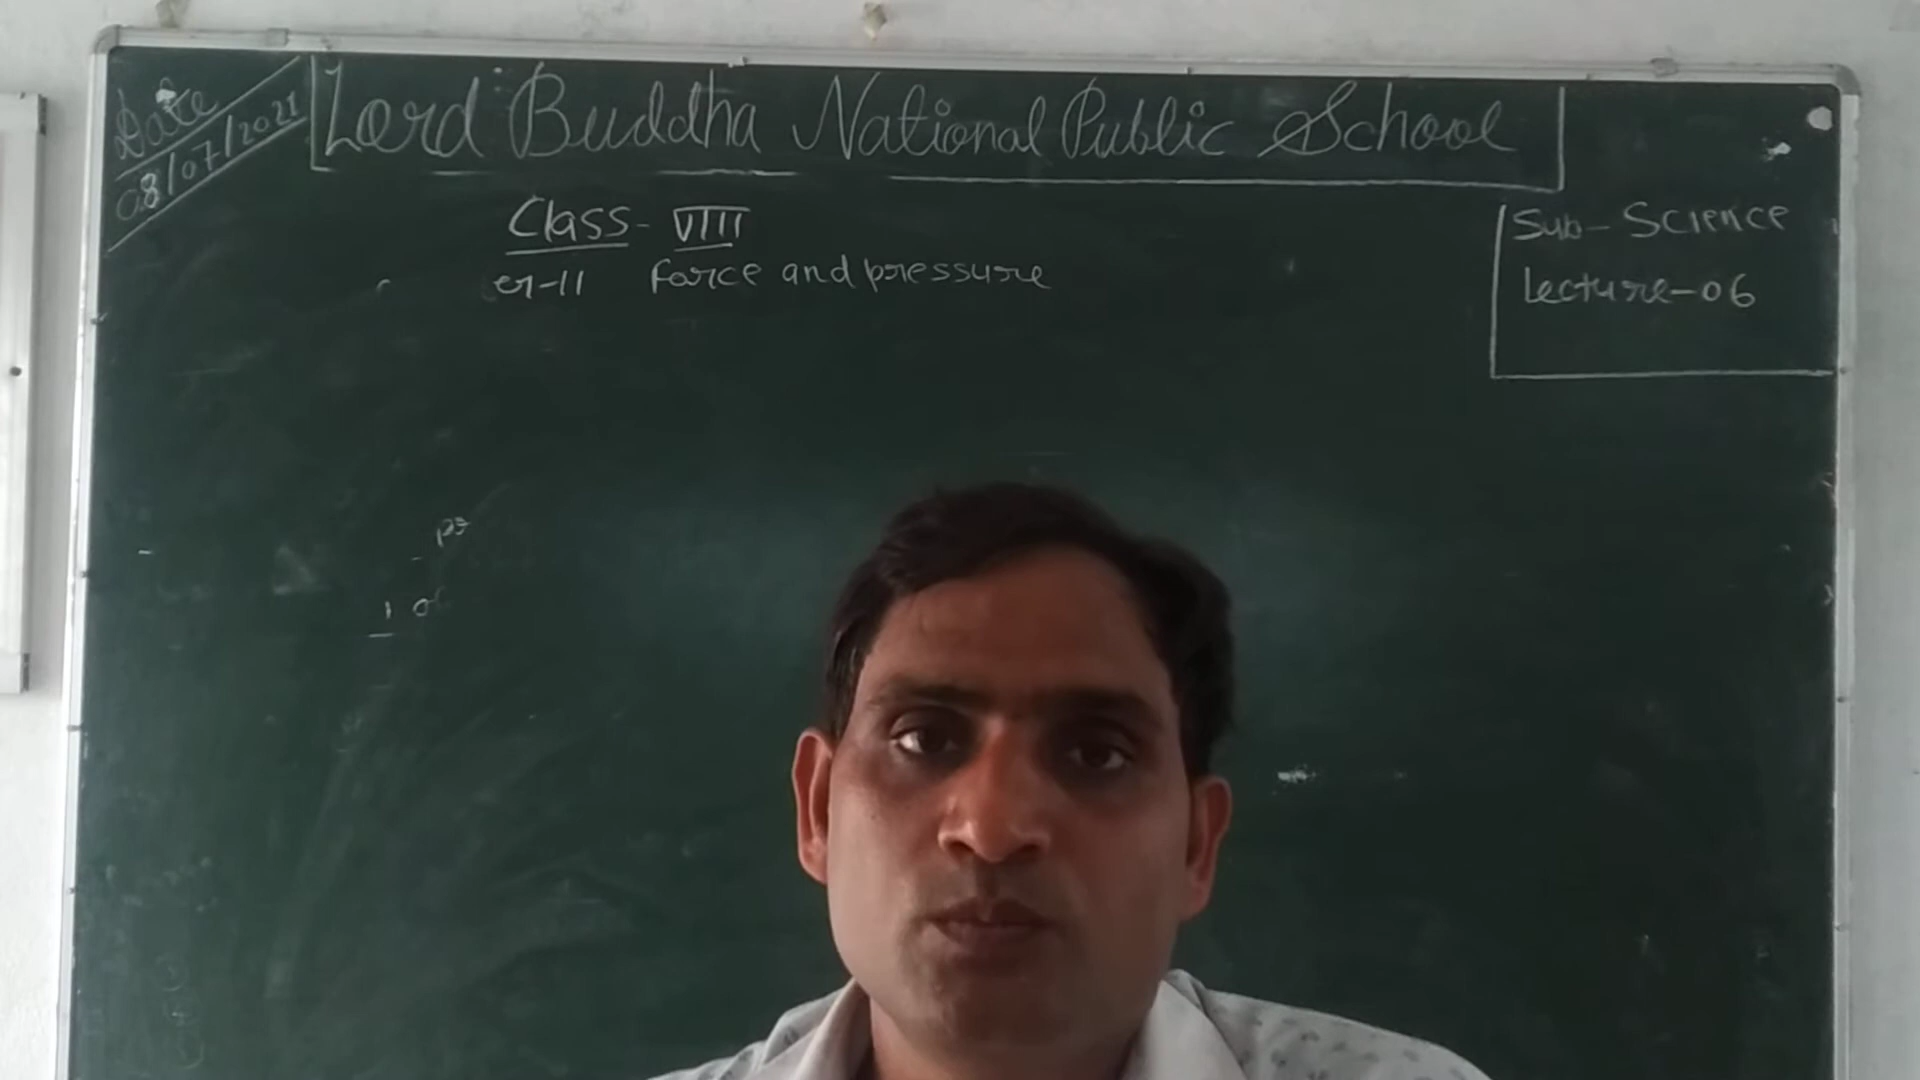 Date
08/07/2021
Lord Buddha National Public School
Class- VIII
Sub- Science
-11 Force and pressure
Lecture-06